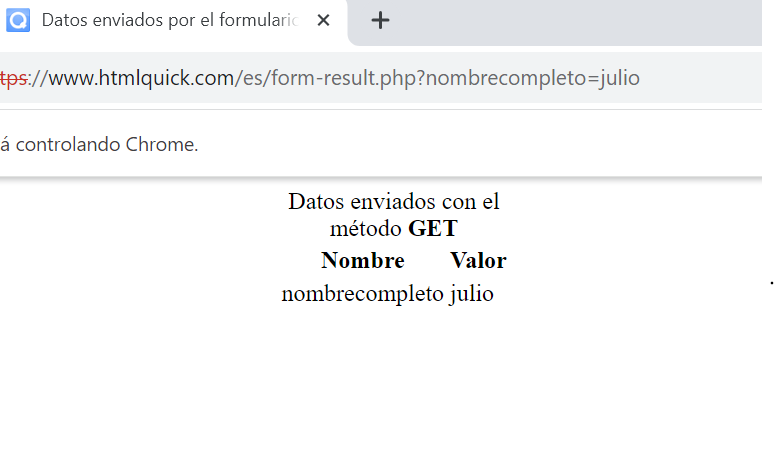 Datos enviados por el formulario
tps://www.htmlquick.com/es/form-result.php?nombrecompleto=julio
á controlando Chrome.
Datos enviados con el
método GET
Nombre Valor
nombrecompleto julio